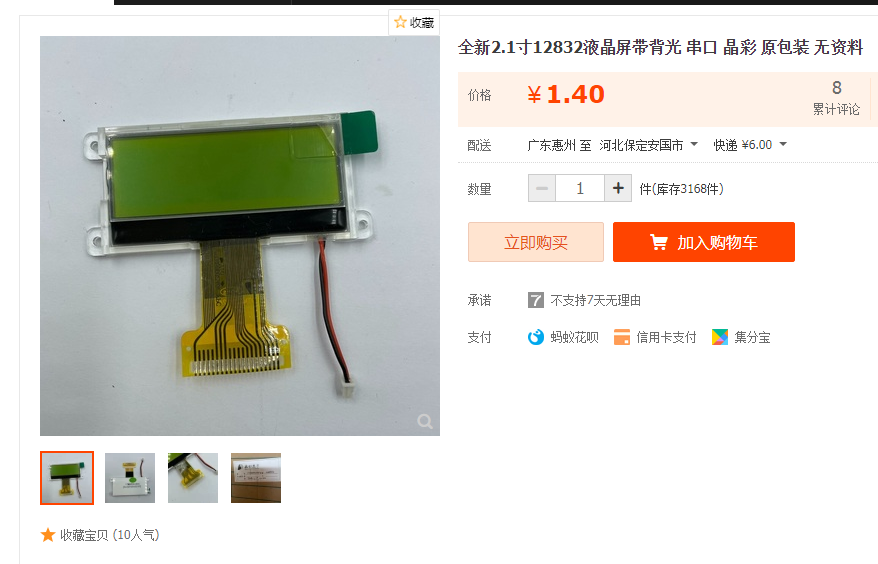 收藏
全新2.1寸12832液晶屏带背光 串口 晶彩 原包装 无资料
价格 ¥1.40 8
累计评论
配送 广东惠州 至 河北保定安国市 快递 ¥6.00
数量 1 件(库存3168件)
立即购买 加入购物车
承诺 7 不支持7天无理由
支付 蚂蚁花呗 信用卡支付 集分宝
收藏宝贝 (10人气)